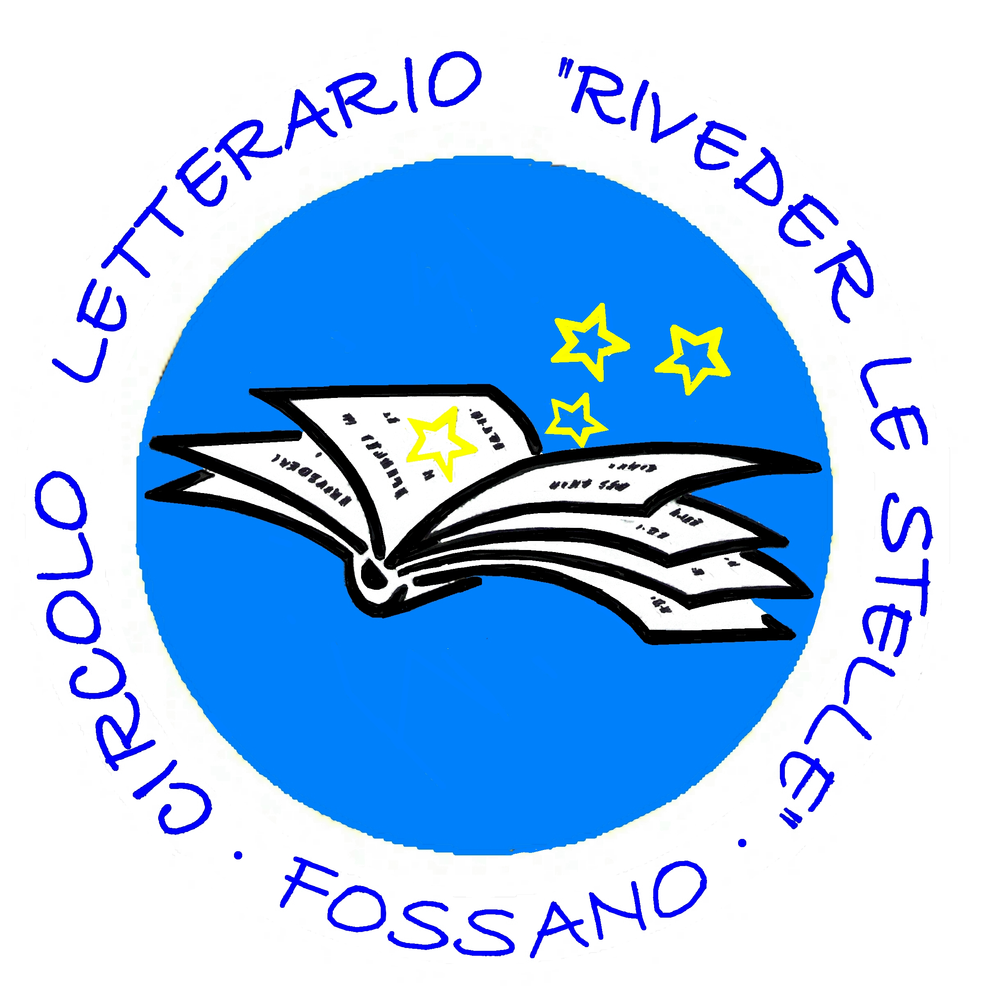 CIRCOLO LETTERARIO "RIVEDER LE STELLE"
· FOSSANO ·